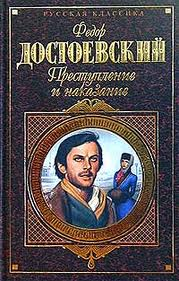 РУССКАЯ КЛАССИКА
Федор
ДОСТОЕВСКИЙ
Преступление
и наказание